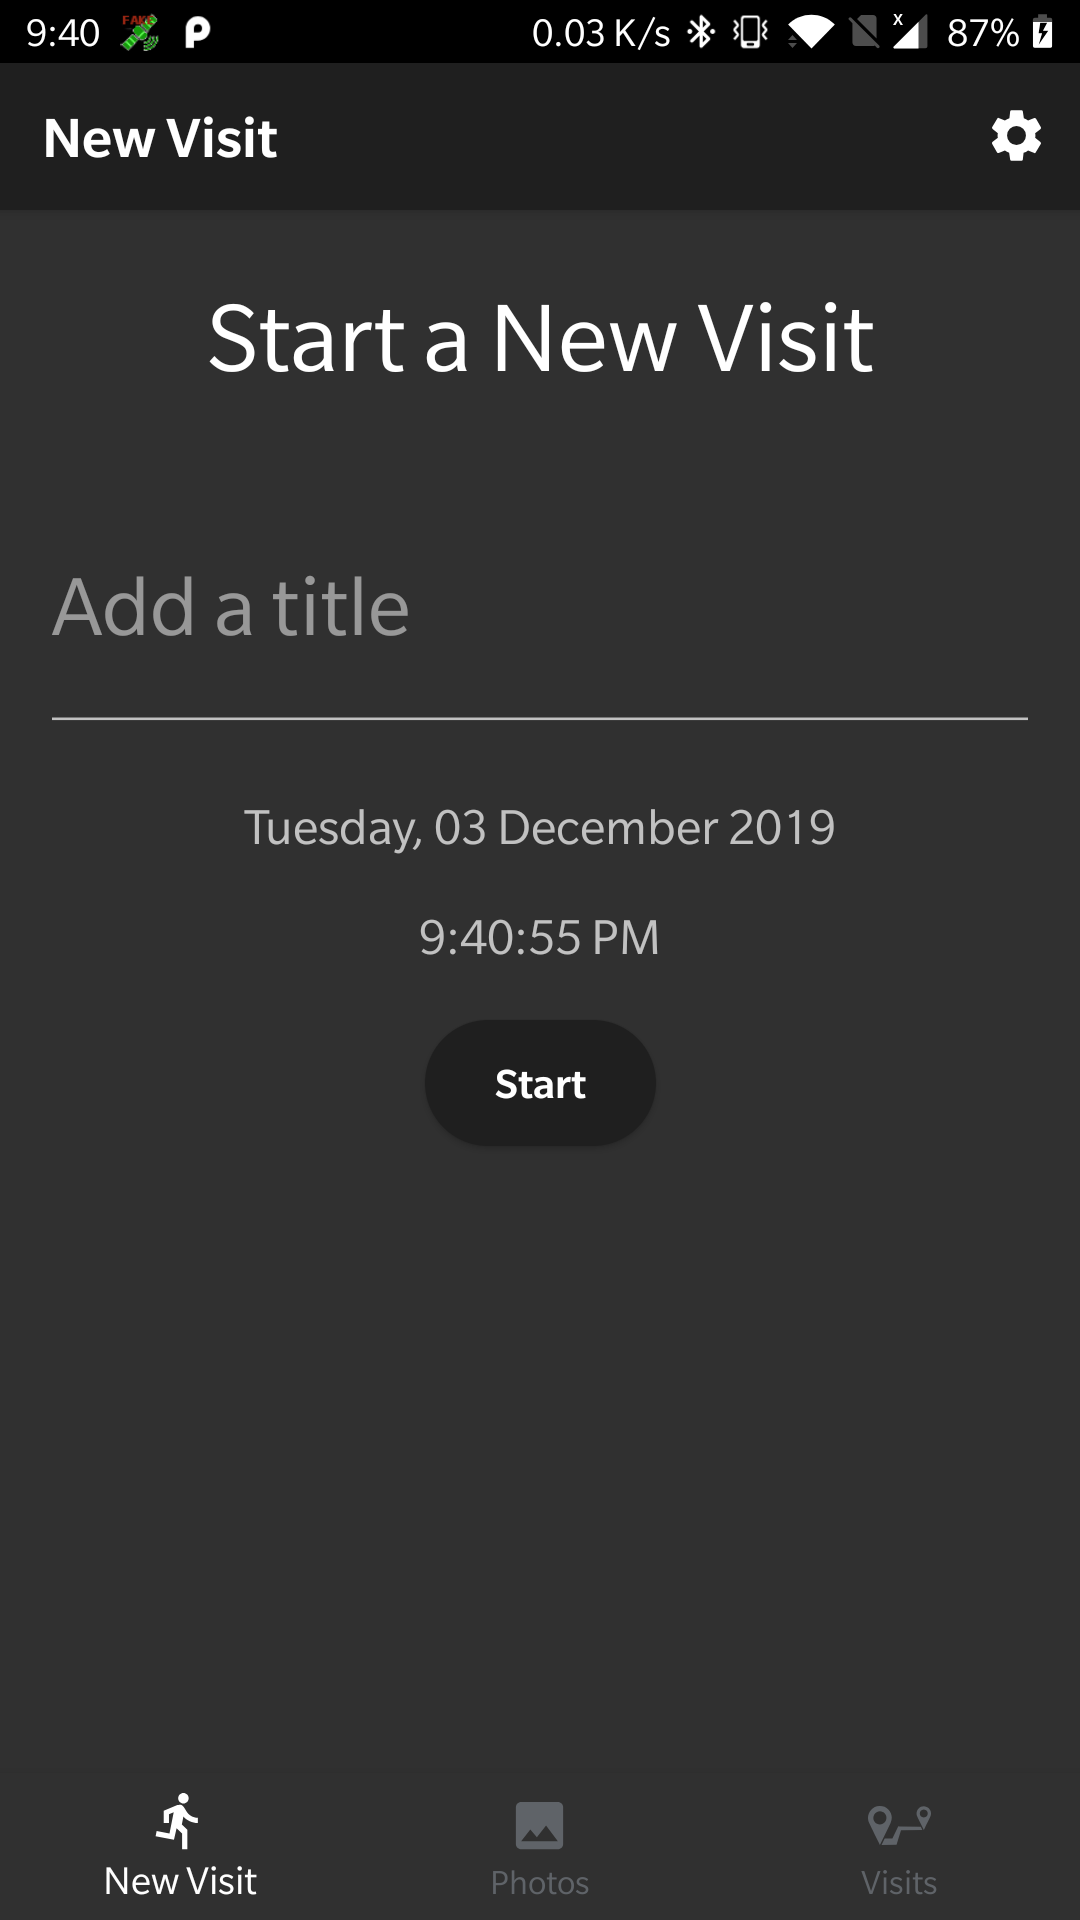 9:40 FAKE 0.03 K/s X 87%
New Visit
Start a New Visit
Add a title
Tuesday, 03 December 2019
9:40:55 PM
Start
New Visit Photos Visits